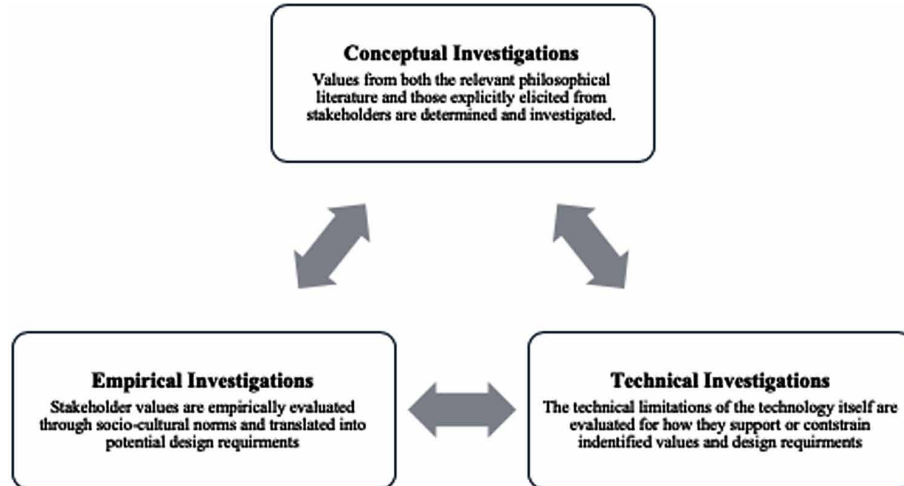 Conceptual Investigations
Values from both the relevant philosophical
literature and those explicitly elicited from
stakeholders are determined and investigated.
Empirical Investigations
Stakeholder values are empirically evaluated
through socio-cultural norms and translated into
potential design requirments
Technical Investigations
The technical limitations of the technology itself are
evaluated for how they support or contstrain
indentified values and design requirments